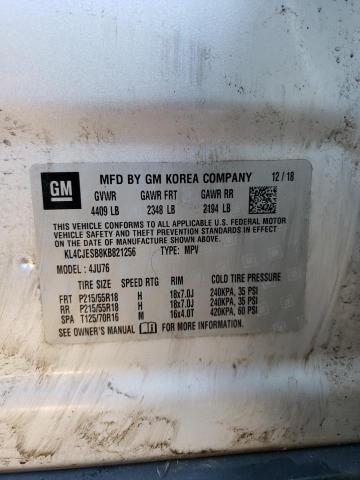 GM
MFD BY GM KOREA COMPANY 12/18
GVWR GAWR FRT GAWR RR
4409 LB 2348 LB 2194 LB
THIS VEHICLE CONFORMS TO ALL APPLICABLE U.S. FEDERAL MOTOR
VEHICLE SAFETY AND THEFT PREVENTION STANDARDS IN EFFECT
ON THE DATE OF MANUFACTURE SHOWN ABOVE.
KL4CJESB8KB821256 TYPE: MPV
MODEL: 4JU76
TIRE SIZE SPEED RTG RIM COLD TIRE PRESSURE
FRT P215/55R18 H 18x7.0J 240KPA, 35 PSI
RR P215/55R18 H 18x7.0J 240KPA, 35 PSI
SPA T125/70R16 M 16x4.0T 420KPA, 60 PSI
SEE OWNER'S MANUAL FOR MORE INFORMATION.